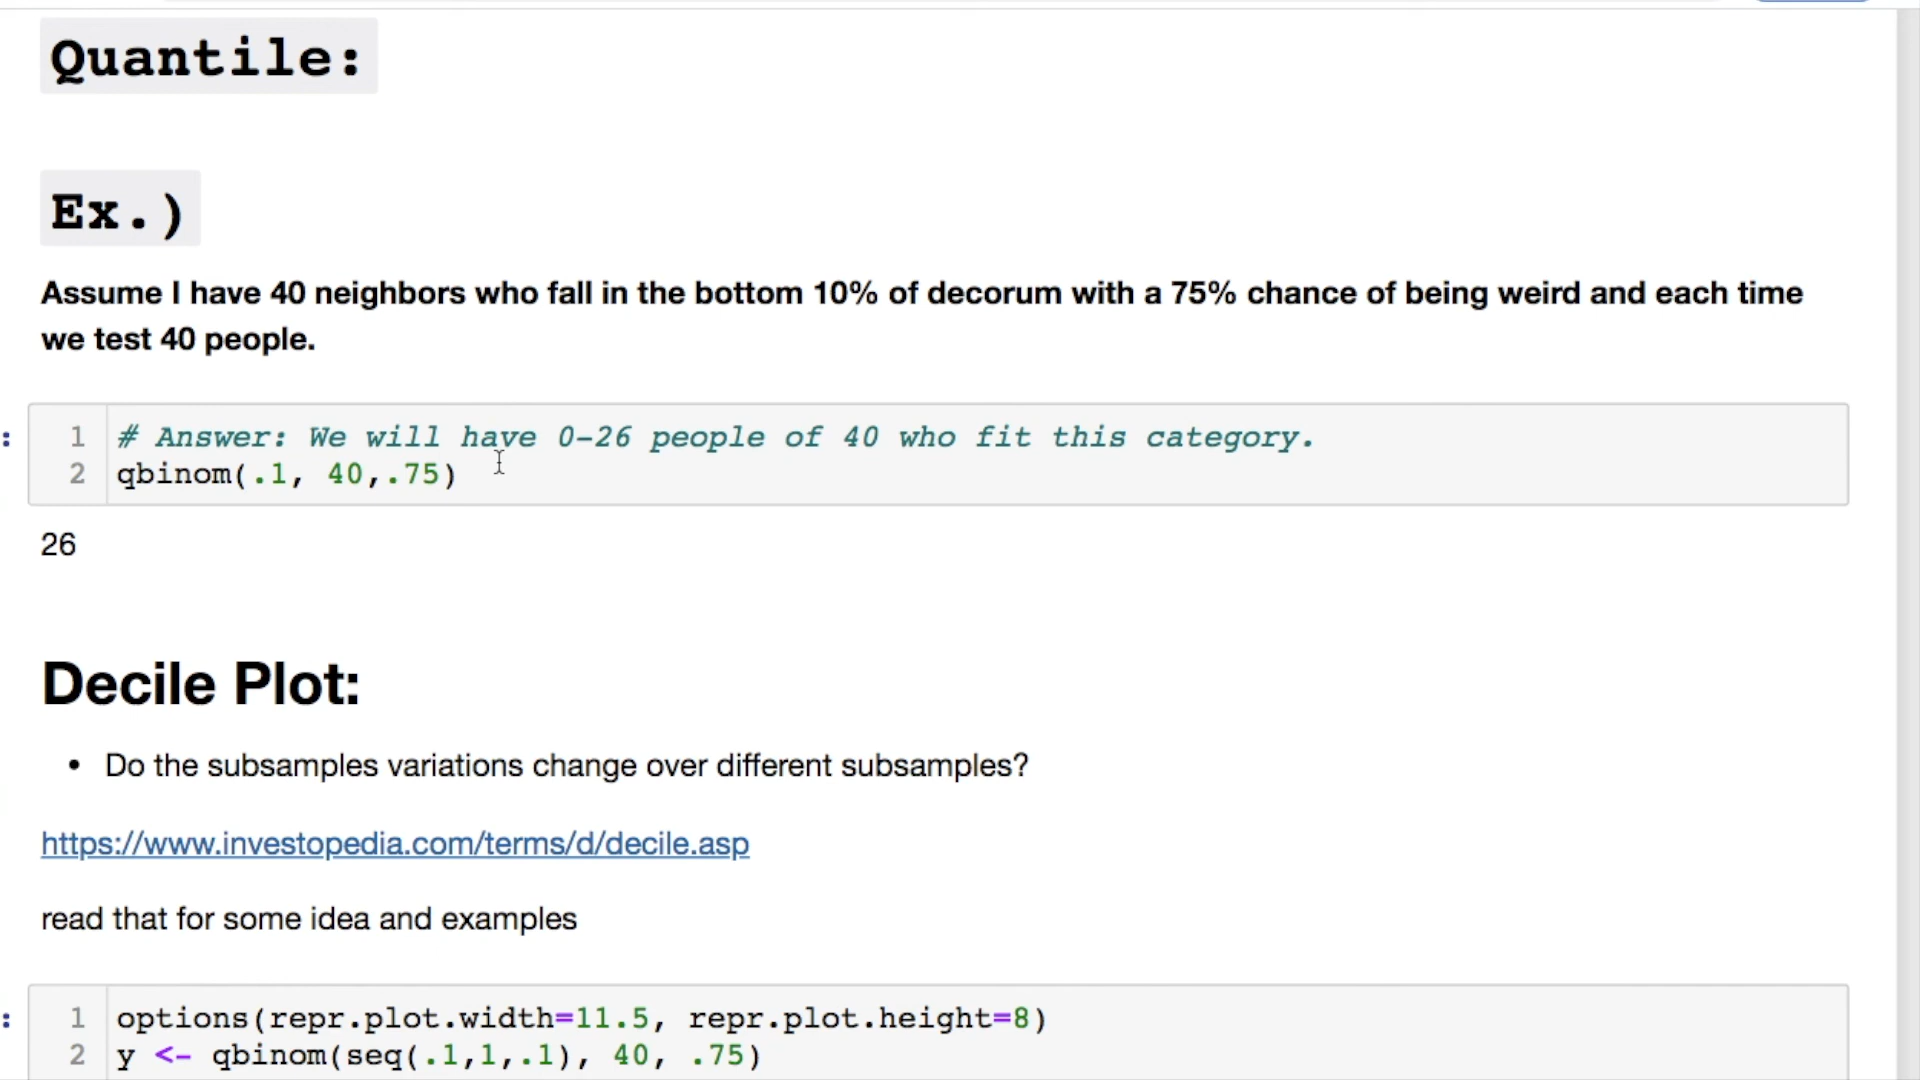 Quantile:
Ex.)
Assume I have 40 neighbors who fall in the bottom 10% of decorum with a 75% chance of being weird and each time
we test 40 people.
: 1 # Answer: We will have 0-26 people of 40 who fit this category.
2 qbinom(.1, 40,.75)
26
Decile Plot:
• Do the subsamples variations change over different subsamples?
https://www.investopedia.com/terms/d/decile.asp
read that for some idea and examples
: 1 options(repr.plot.width=11.5, repr.plot.height=8)
2 y <- qbinom(seq(.1,1,.1), 40, .75)